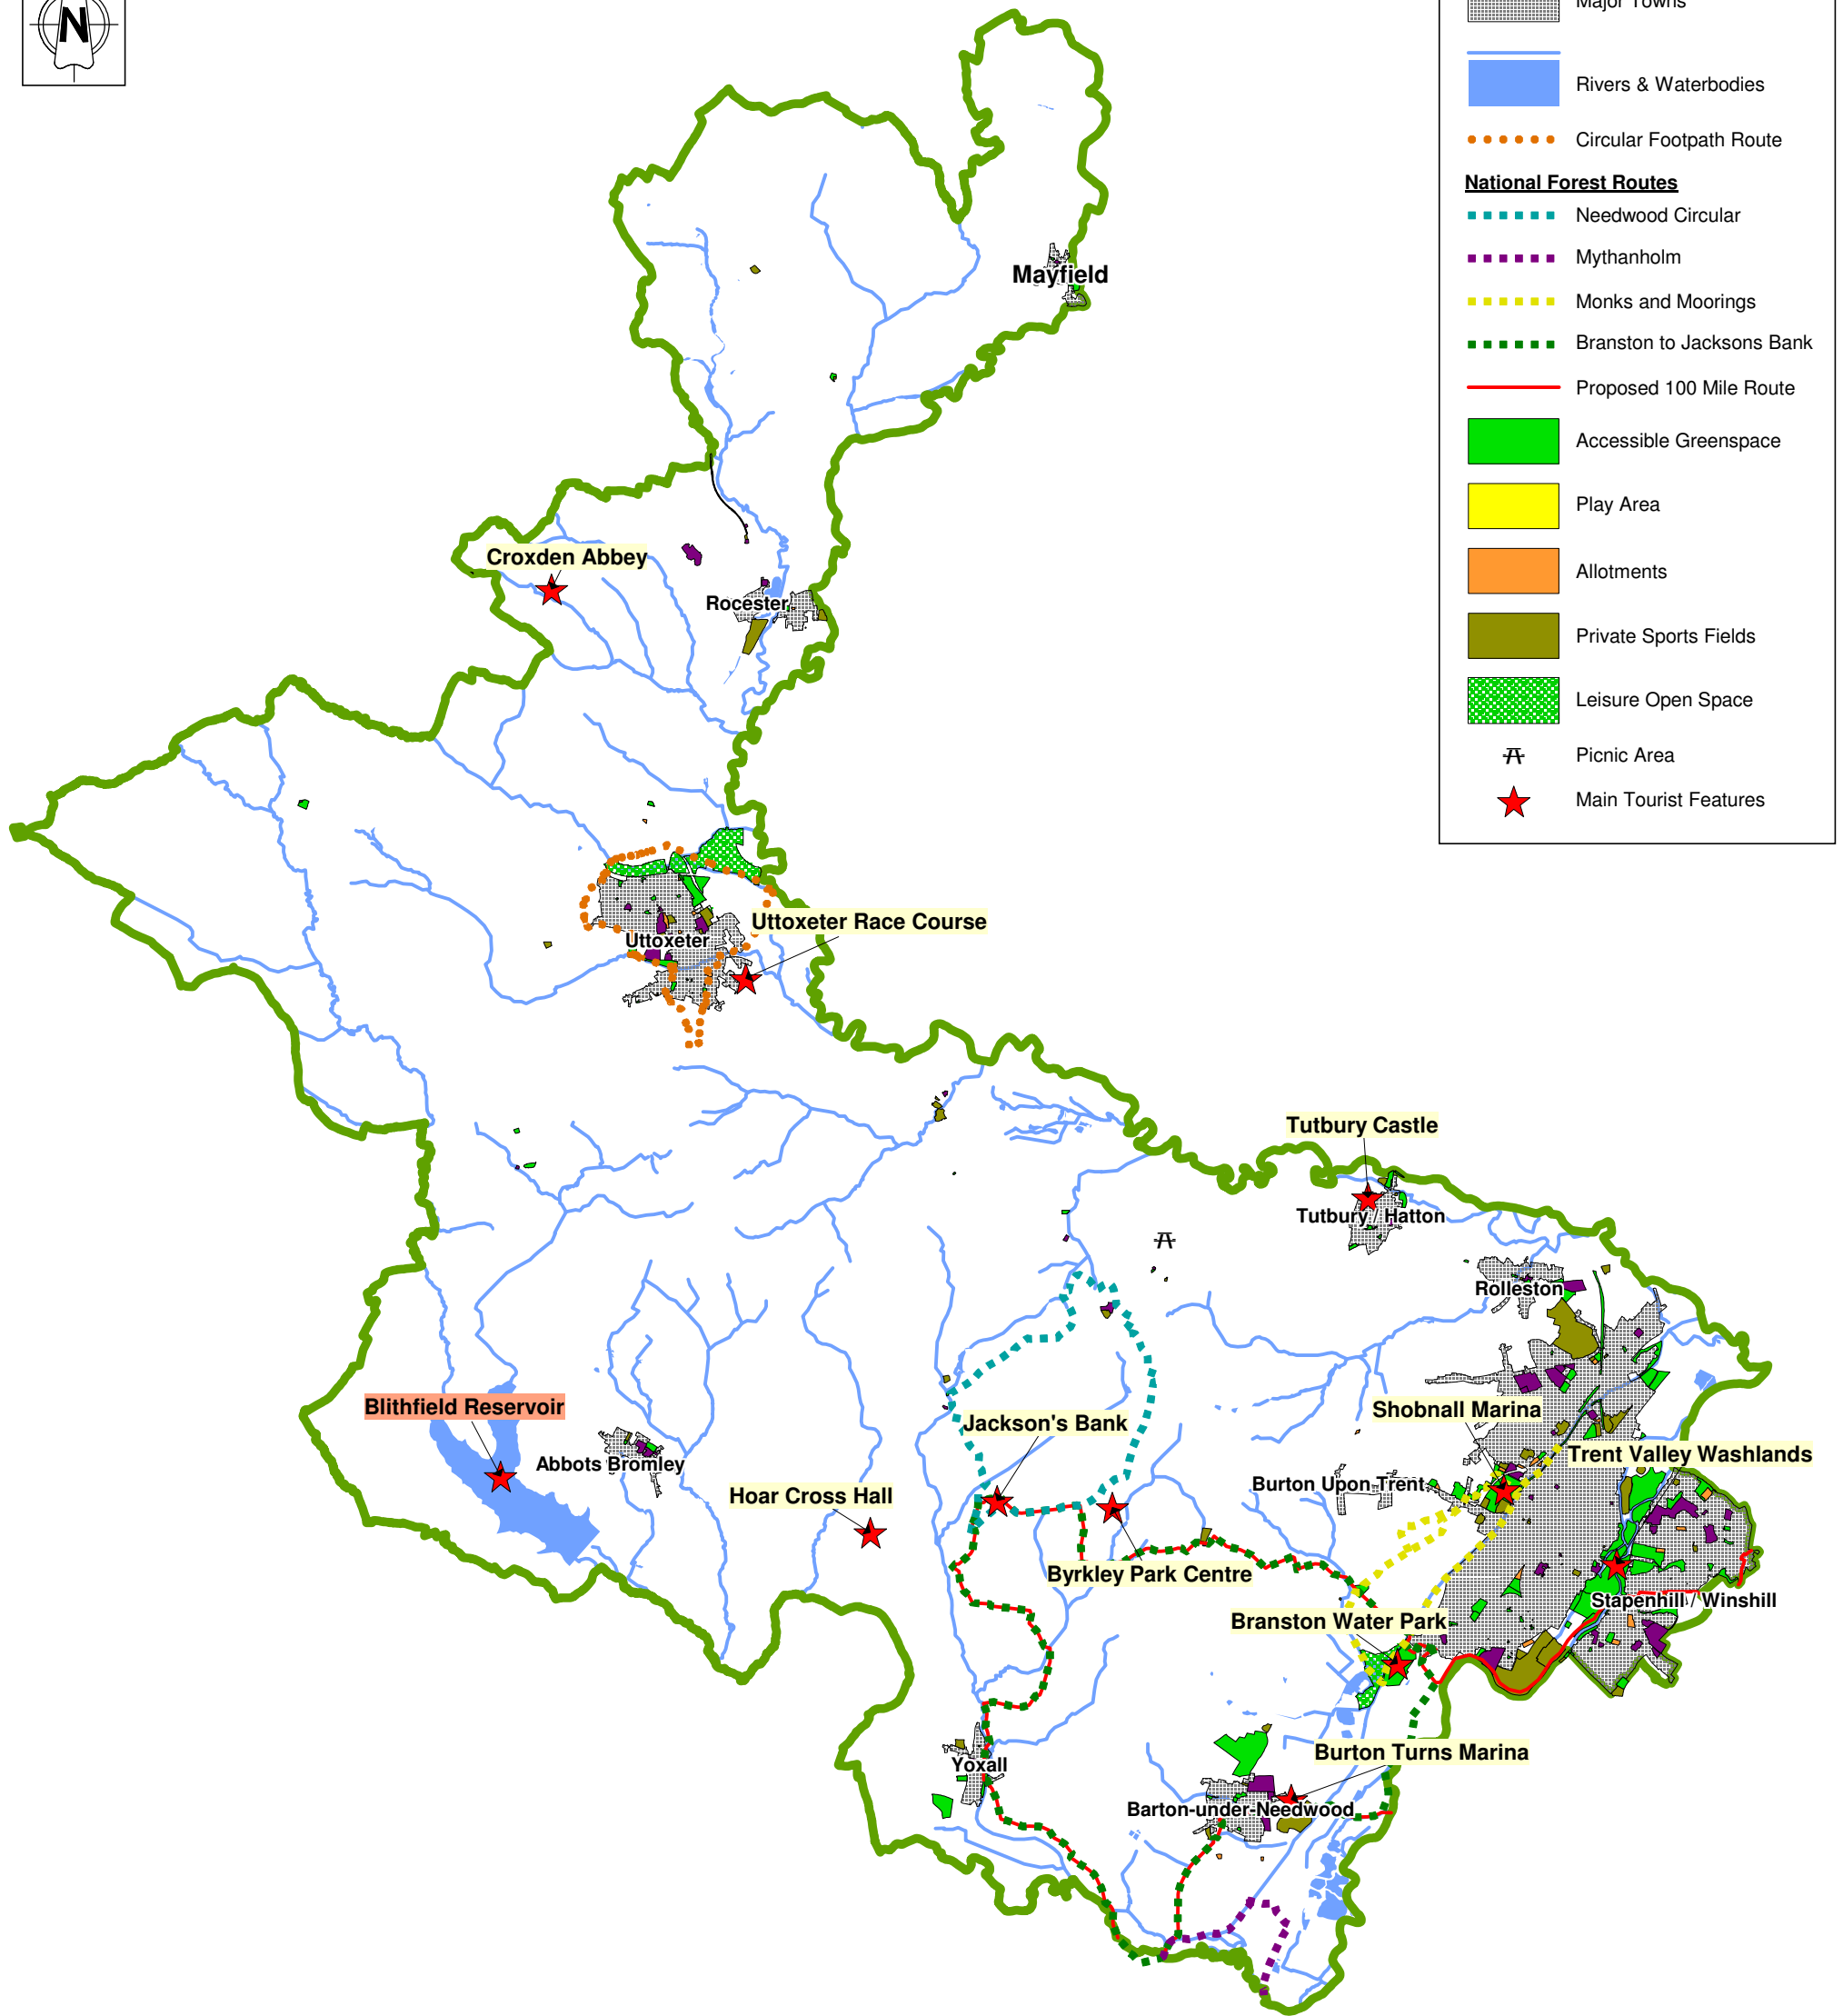 N
Major Towns
Rivers & Waterbodies
Circular Footpath Route
National Forest Routes
Needwood Circular
Mythanholm
Monks and Moorings
Branston to Jacksons Bank
Proposed 100 Mile Route
Accessible Greenspace
Play Area
Allotments
Private Sports Fields
Leisure Open Space
Picnic Area
Main Tourist Features
Mayfield
Croxden Abbey
Rocester
Uttoxeter Race Course
Uttoxeter
Tutbury Castle
Tutbury / Hatton
Rolleston
Blithfield Reservoir
Shobnall Marina
Jackson's Bank
Trent Valley Washlands
Abbots Bromley
Burton Upon Trent
Hoar Cross Hall
Byrkley Park Centre
Stapenhill / Winshill
Branston Water Park
Burton Turns Marina
Yoxall
Barton-under-Needwood